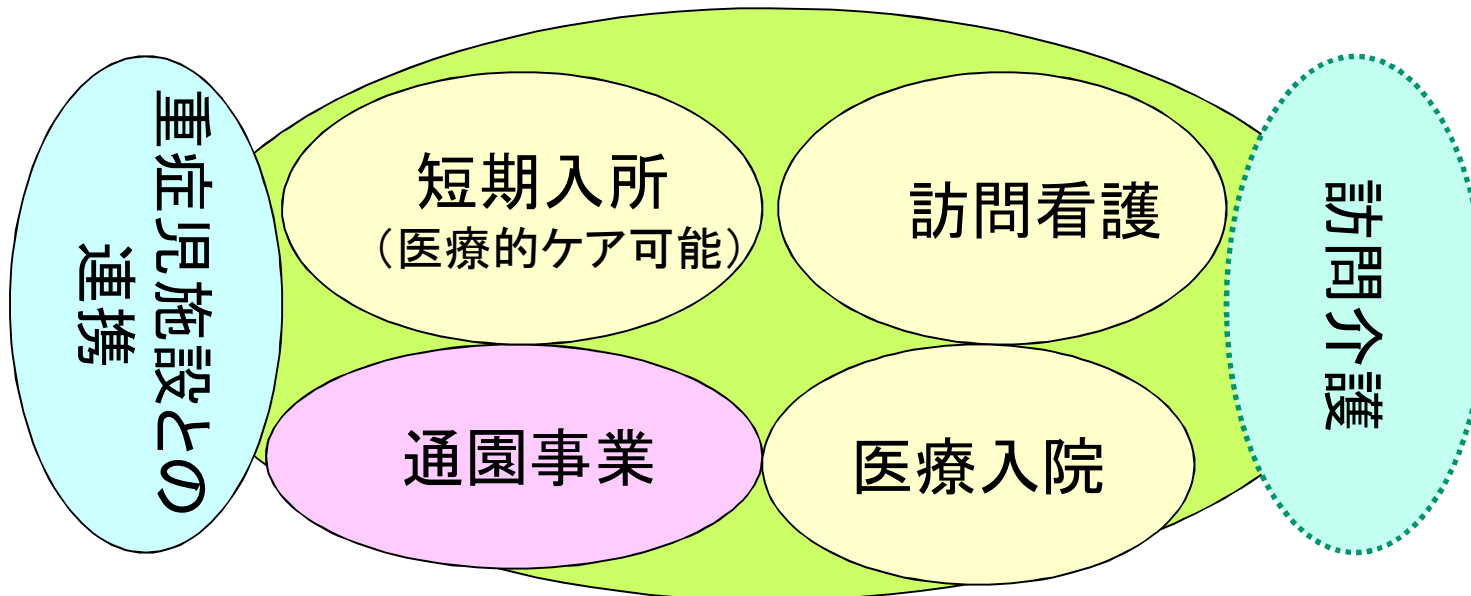 重症児施設との
連携
短期入所
（医療的ケア可能）
訪問看護
通園事業
医療入院
訪問介護